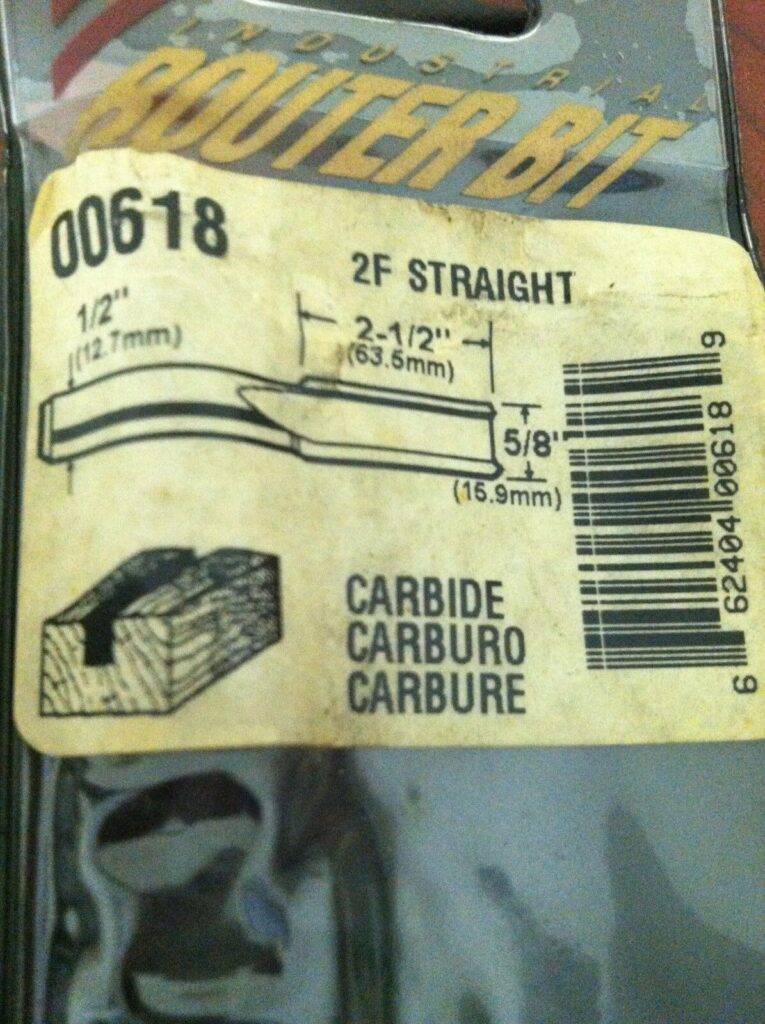 INDUSTRIAL
ROUTER BIT
00618
2F STRAIGHT
1/2"
(12.7mm)
2-1/2"
(63.5mm)
5/8"
(15.9mm)
CARBIDE
CARBURO
CARBURE
6 62404 00618 9